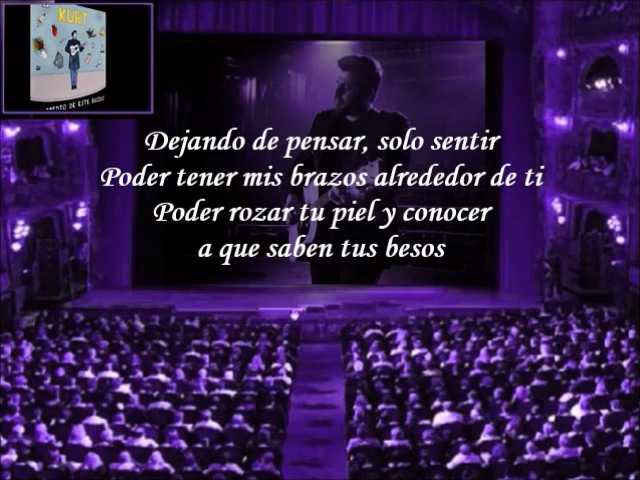 KURT
Dejando de pensar, solo sentir
Poder tener mis brazos alrededor de ti
Poder rozar tu piel y conocer
a que saben tus besos